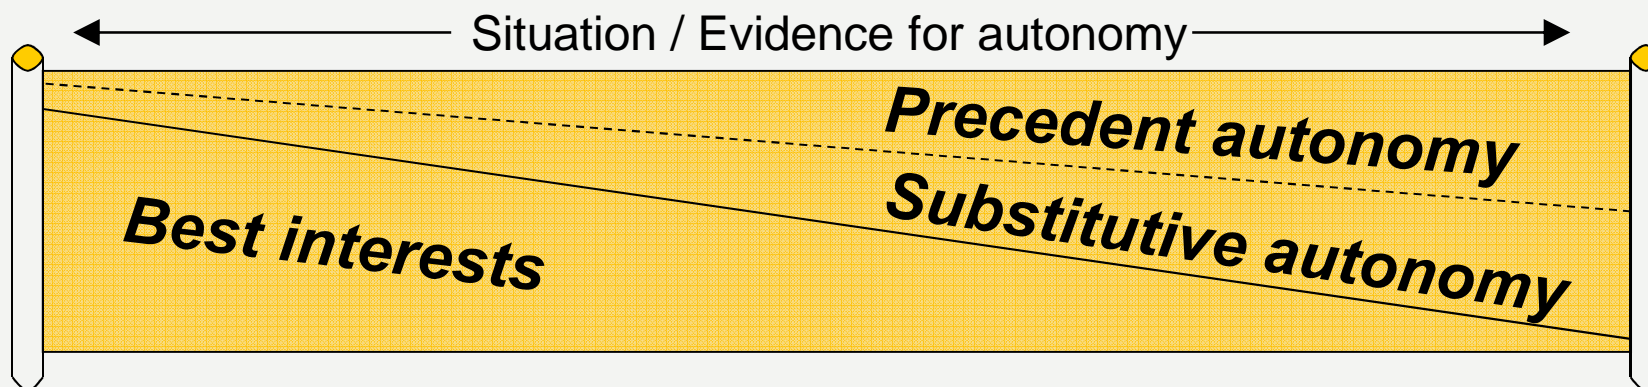 Situation / Evidence for autonomy
Precedent autonomy
Substitutive autonomy
Best interests